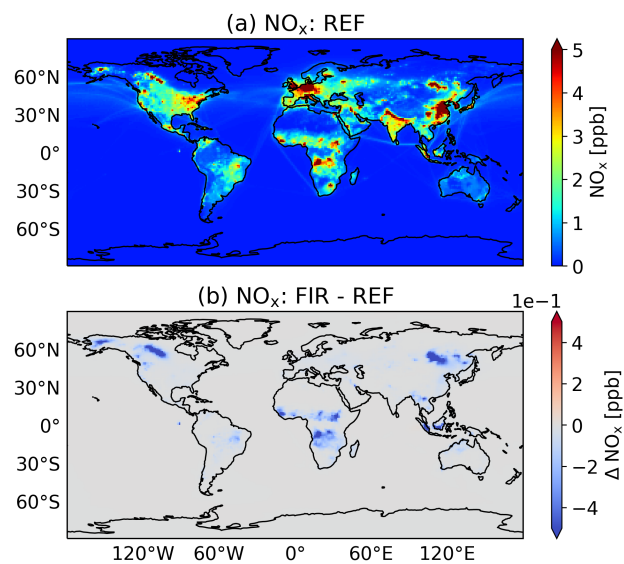 (a) NOₓ: REF
60°N
30°N
0°
30°S
60°S
5
4
3
2
1
0
NOₓ [ppb]
(b) NOₓ: FIR - REF
1e−1
60°N
30°N
0°
30°S
60°S
4
2
0
−2
−4
Δ NOₓ [ppb]
120°W 60°W 0° 60°E 120°E